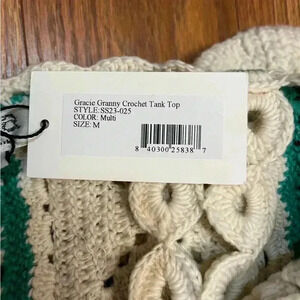 Gracie Granny Crochet Tank Top
STYLE:SS23-025
COLOR: Multi
SIZE: M
8 40300 25838 7